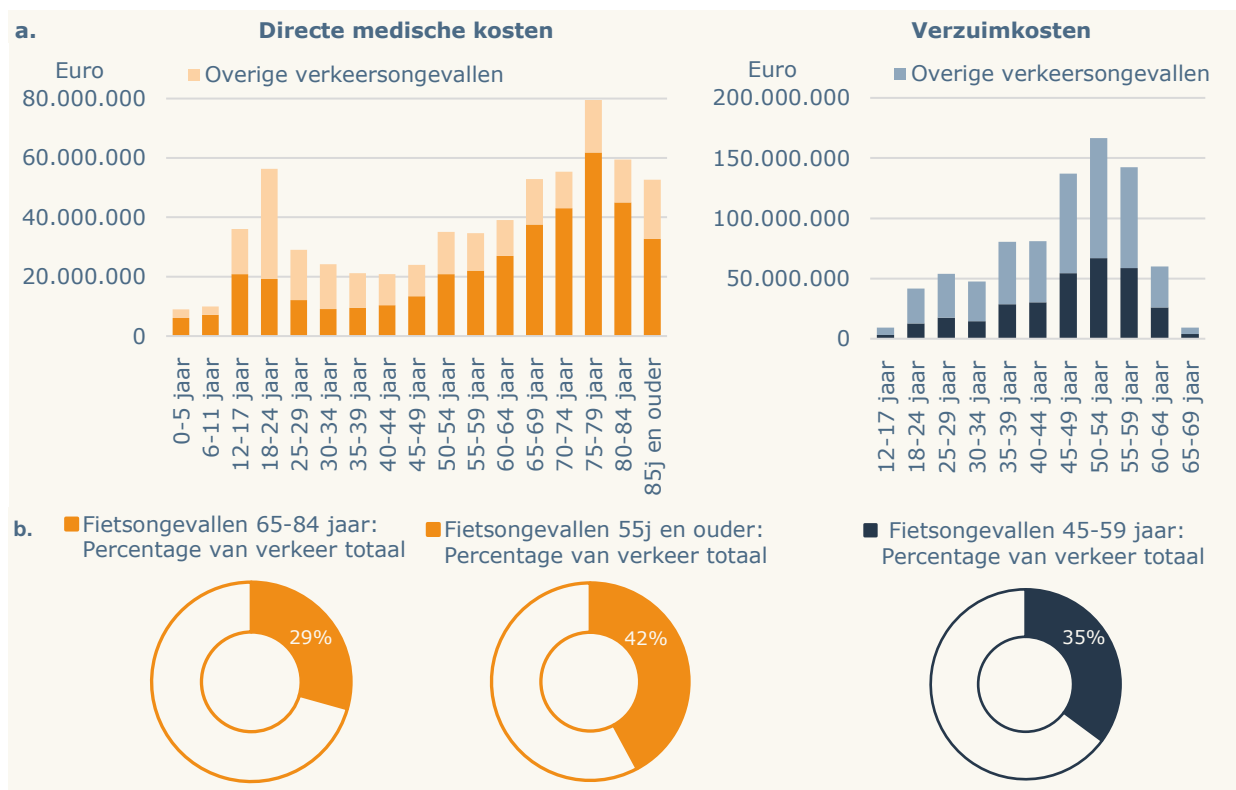 a.
Directe medische kosten
Euro
Overige verkeersongevallen
80.000.000
60.000.000
40.000.000
20.000.000
0
0-5 jaar
6-11 jaar
12-17 jaar
18-24 jaar
25-29 jaar
30-34 jaar
35-39 jaar
40-44 jaar
45-49 jaar
50-54 jaar
55-59 jaar
60-64 jaar
65-69 jaar
70-74 jaar
75-79 jaar
80-84 jaar
85j en ouder
Verzuimkosten
Euro
Overige verkeersongevallen
200.000.000
150.000.000
100.000.000
50.000.000
0
12-17 jaar
18-24 jaar
25-29 jaar
30-34 jaar
35-39 jaar
40-44 jaar
45-49 jaar
50-54 jaar
55-59 jaar
60-64 jaar
65-69 jaar
b.
Fietsongevallen 65-84 jaar:
Percentage van verkeer totaal
29%
Fietsongevallen 55j en ouder:
Percentage van verkeer totaal
42%
Fietsongevallen 45-59 jaar:
Percentage van verkeer totaal
35%